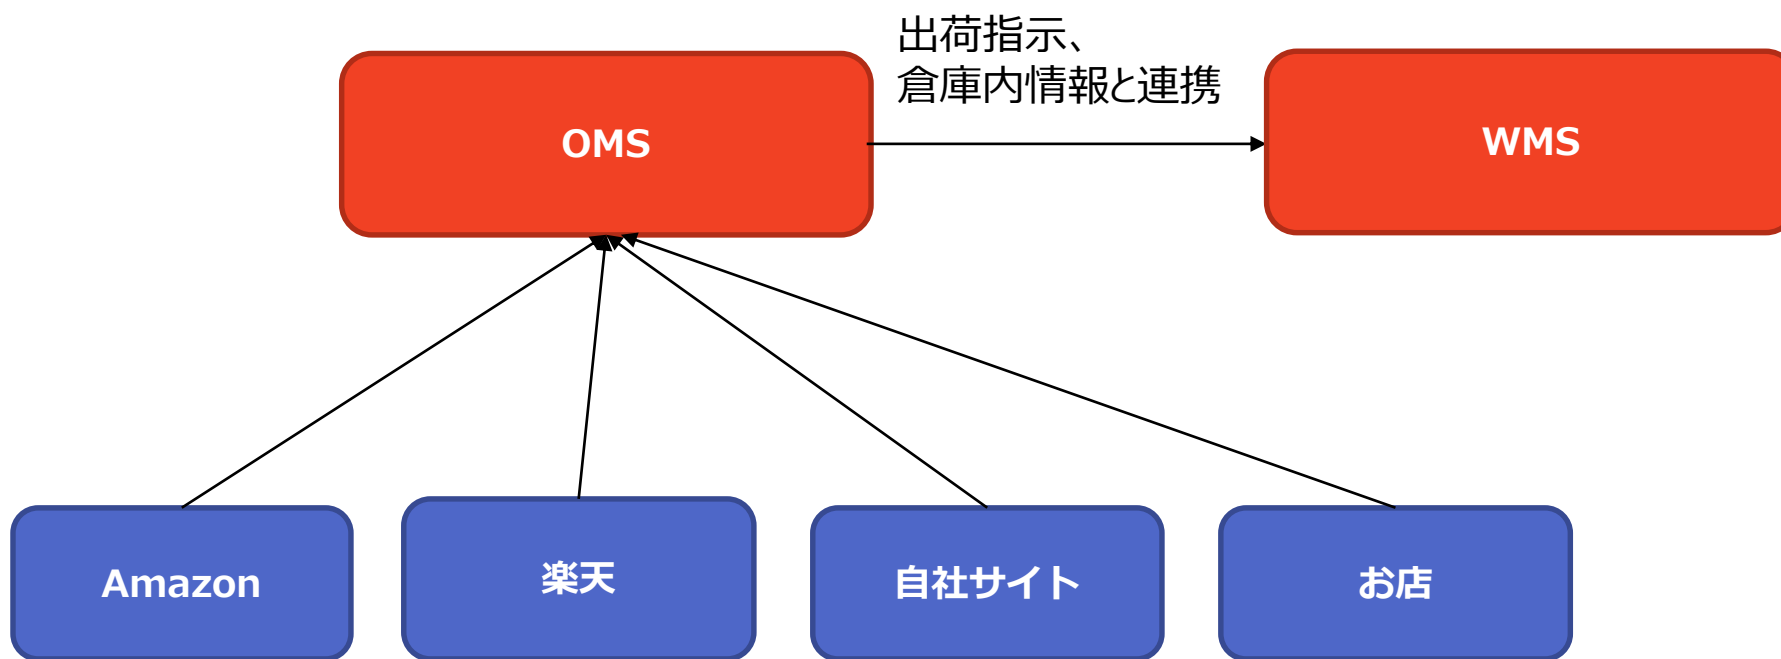 出荷指示、
倉庫内情報と連携
OMS
WMS
Amazon
楽天
自社サイト
お店